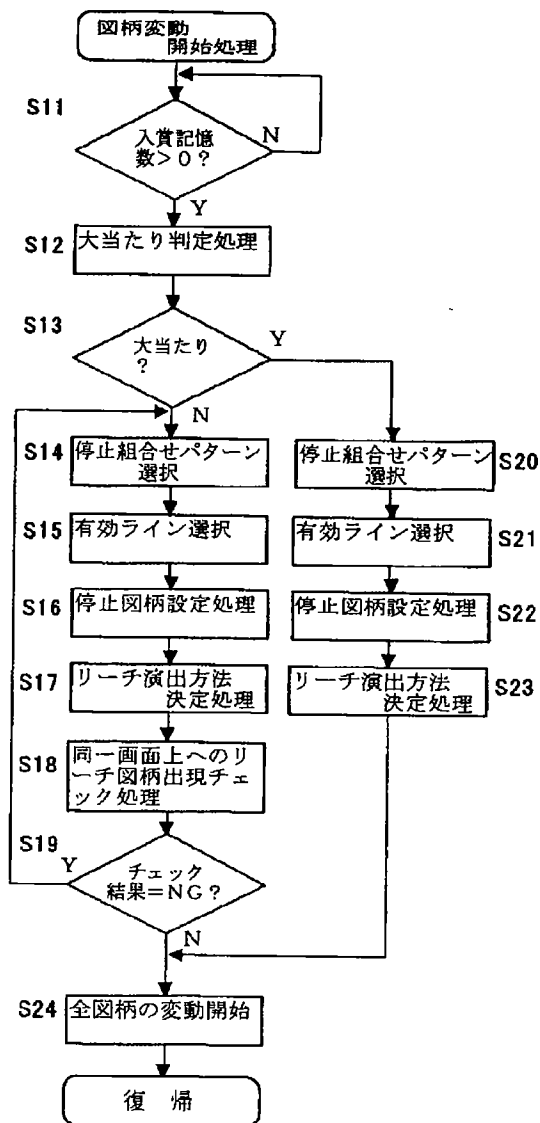 図柄変動
開始処理
S11
入賞記憶
数>0?
N
Y
S12
大当たり判定処理
S13
大当たり
?
Y
N
S14
停止組合せパターン
選択
S15
有効ライン選択
S16
停止図柄設定処理
S17
リーチ演出方法
決定処理
S18
同一画面上へのリ
ーチ図柄出現チェ
ック処理
S19
Y
チェック
結果=NG?
N
停止組合せパターン
選択
S20
有効ライン選択
S21
停止図柄設定処理
S22
リーチ演出方法
決定処理
S23
S24
全図柄の変動開始
復 帰